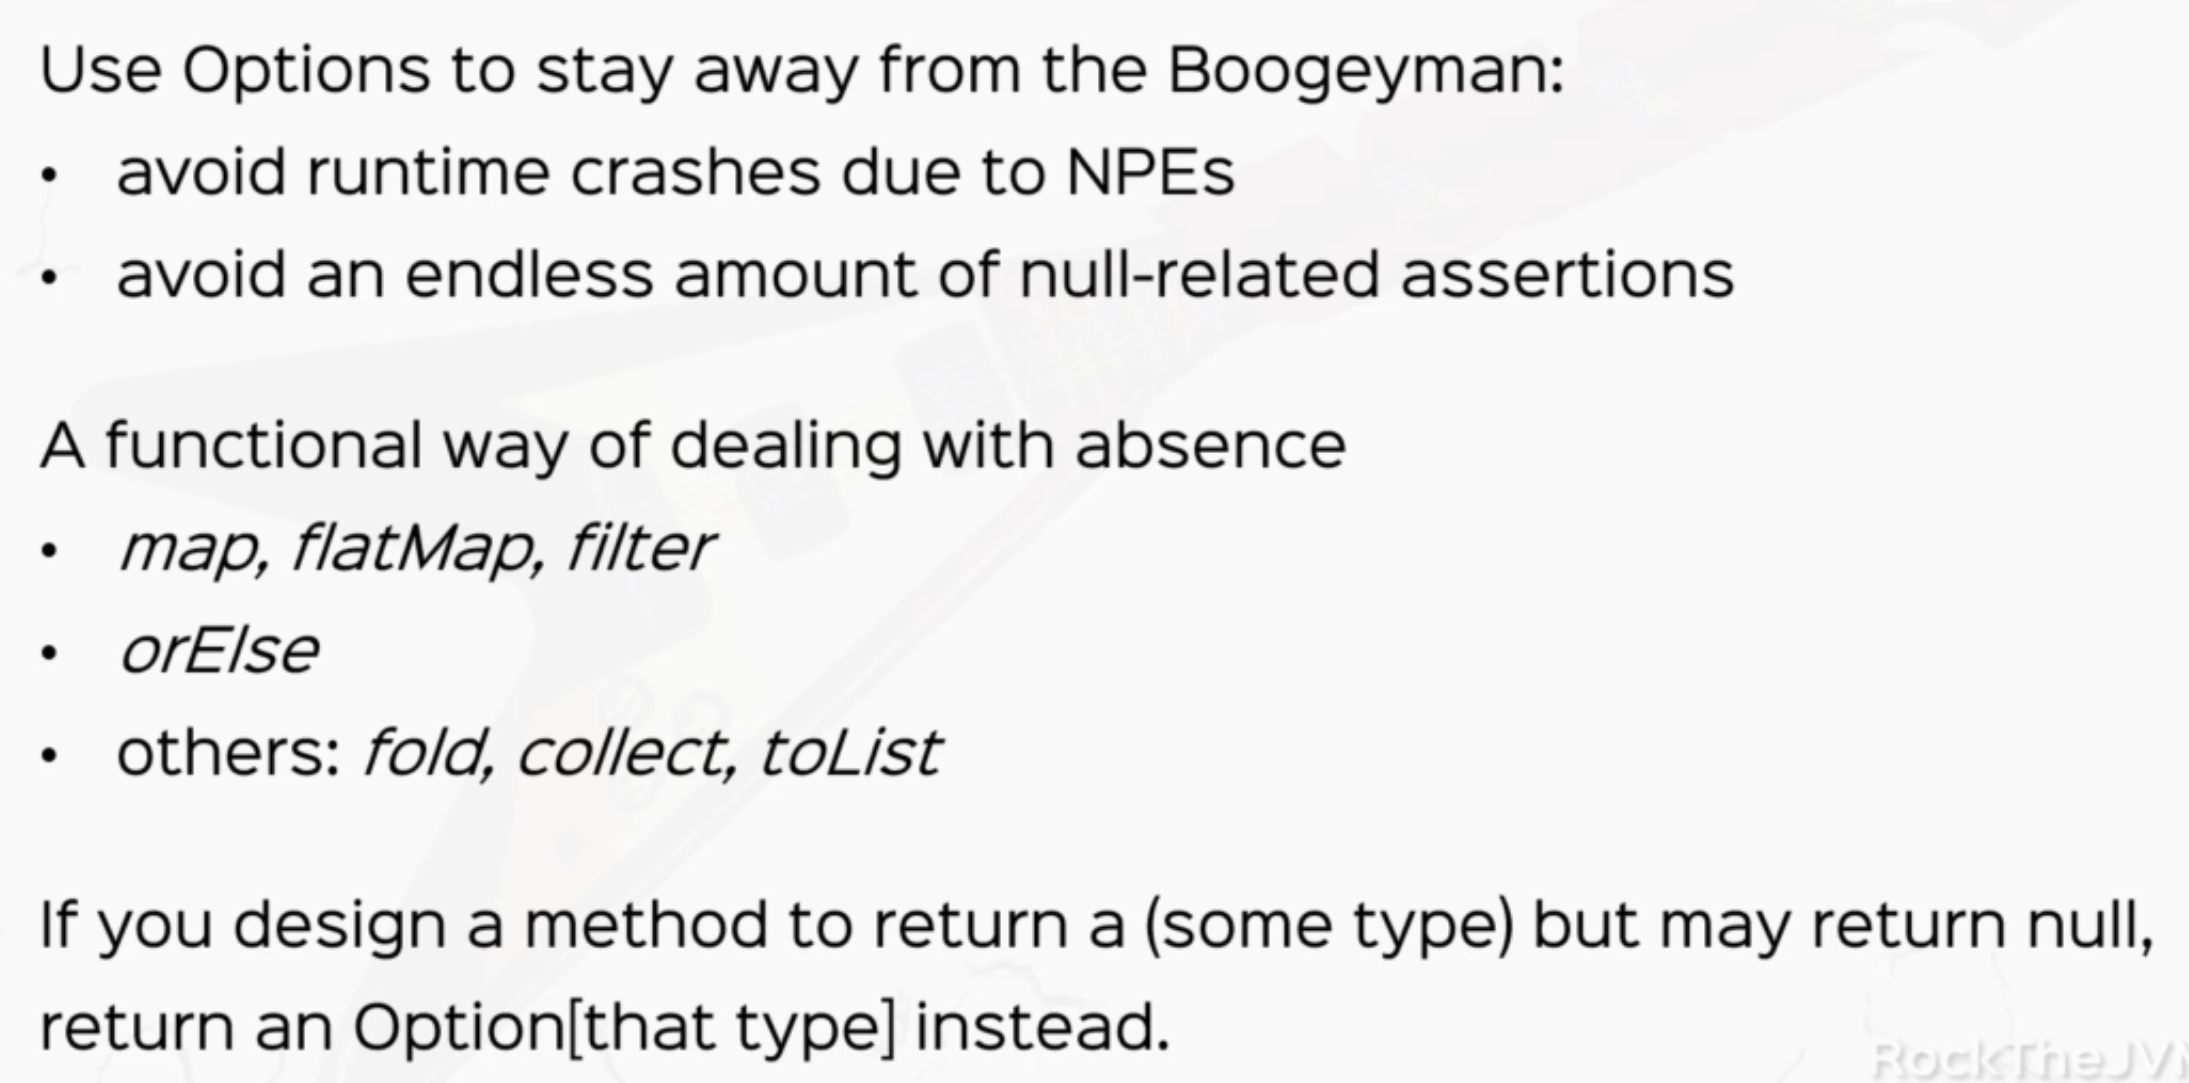 Use Options to stay away from the Boogeyman:
• avoid runtime crashes due to NPEs
• avoid an endless amount of null-related assertions
A functional way of dealing with absence
• map, flatMap, filter
• orElse
• others: fold, collect, toList
If you design a method to return a (some type) but may return null,
return an Option[that type] instead.
RockTheJVM